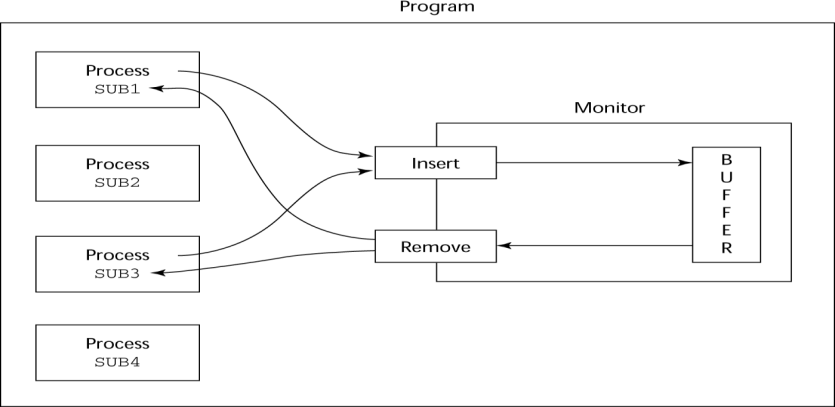 Program
Process
SUB1
Monitor
Process
SUB2
Insert
B
U
F
F
E
R
Process
SUB3
Remove
Process
SUB4